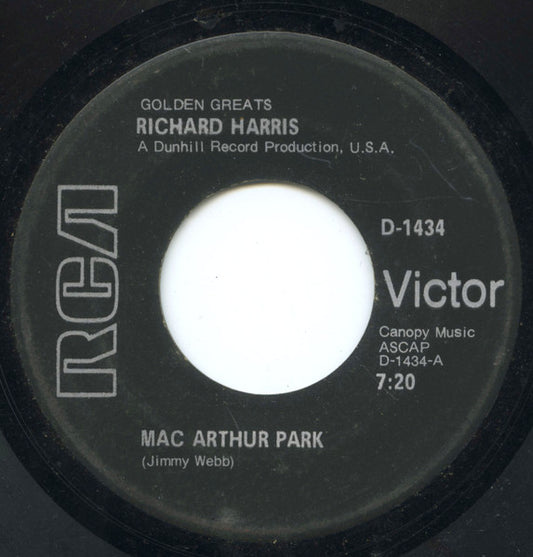 GOLDEN GREATS
RICHARD HARRIS
A Dunhill Record Production, U.S.A.
RCA
D-1434
Victor
Canopy Music
ASCAP
D-1434-A
7:20
MAC ARTHUR PARK
(Jimmy Webb)